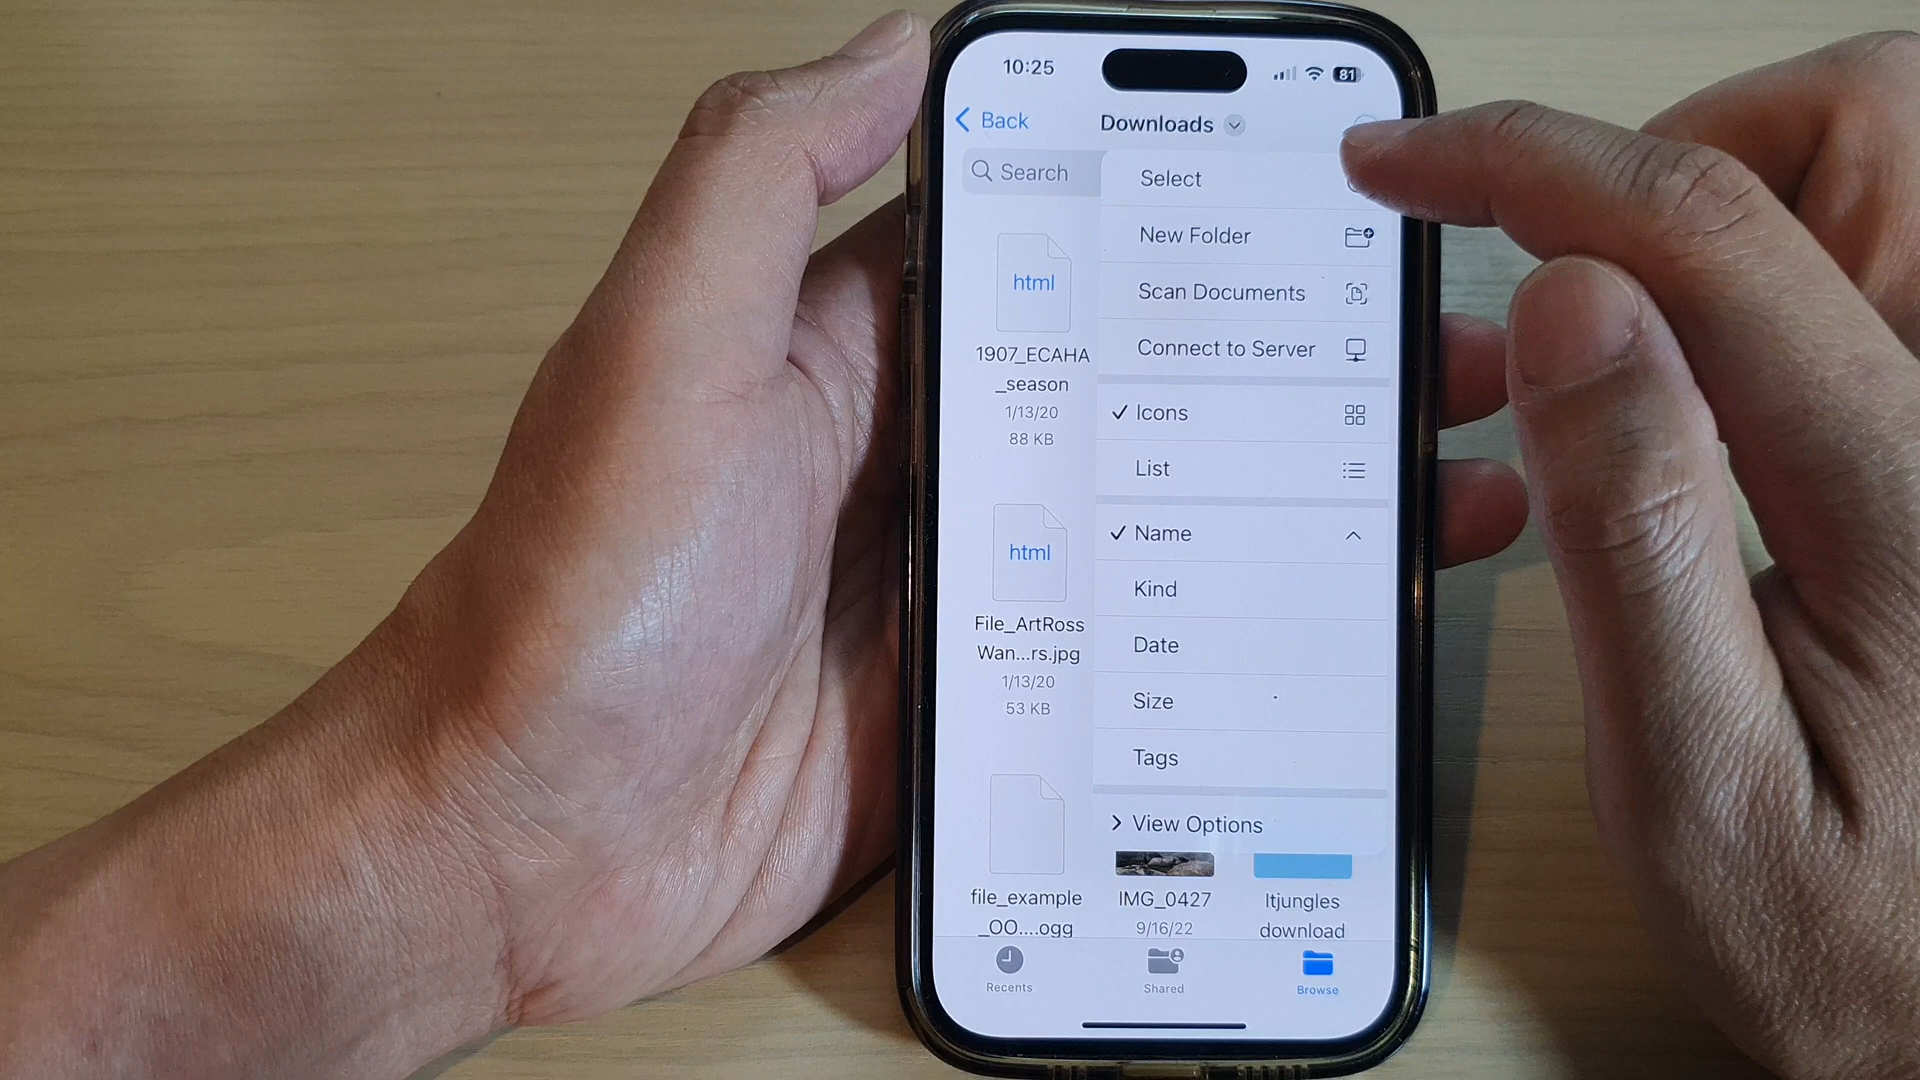 10:25
81
Back
Downloads
Search
Select
New Folder
Scan Documents
Connect to Server
Icons
List
Name
Kind
Date
Size
Tags
View Options
html
1907_ECAHA
_season
1/13/20
88 KB
html
File_ArtRoss
Wan...rs.jpg
1/13/20
53 KB
file_example
_OO....ogg
IMG_0427
9/16/22
ltjungles
download
Recents
Shared
Browse